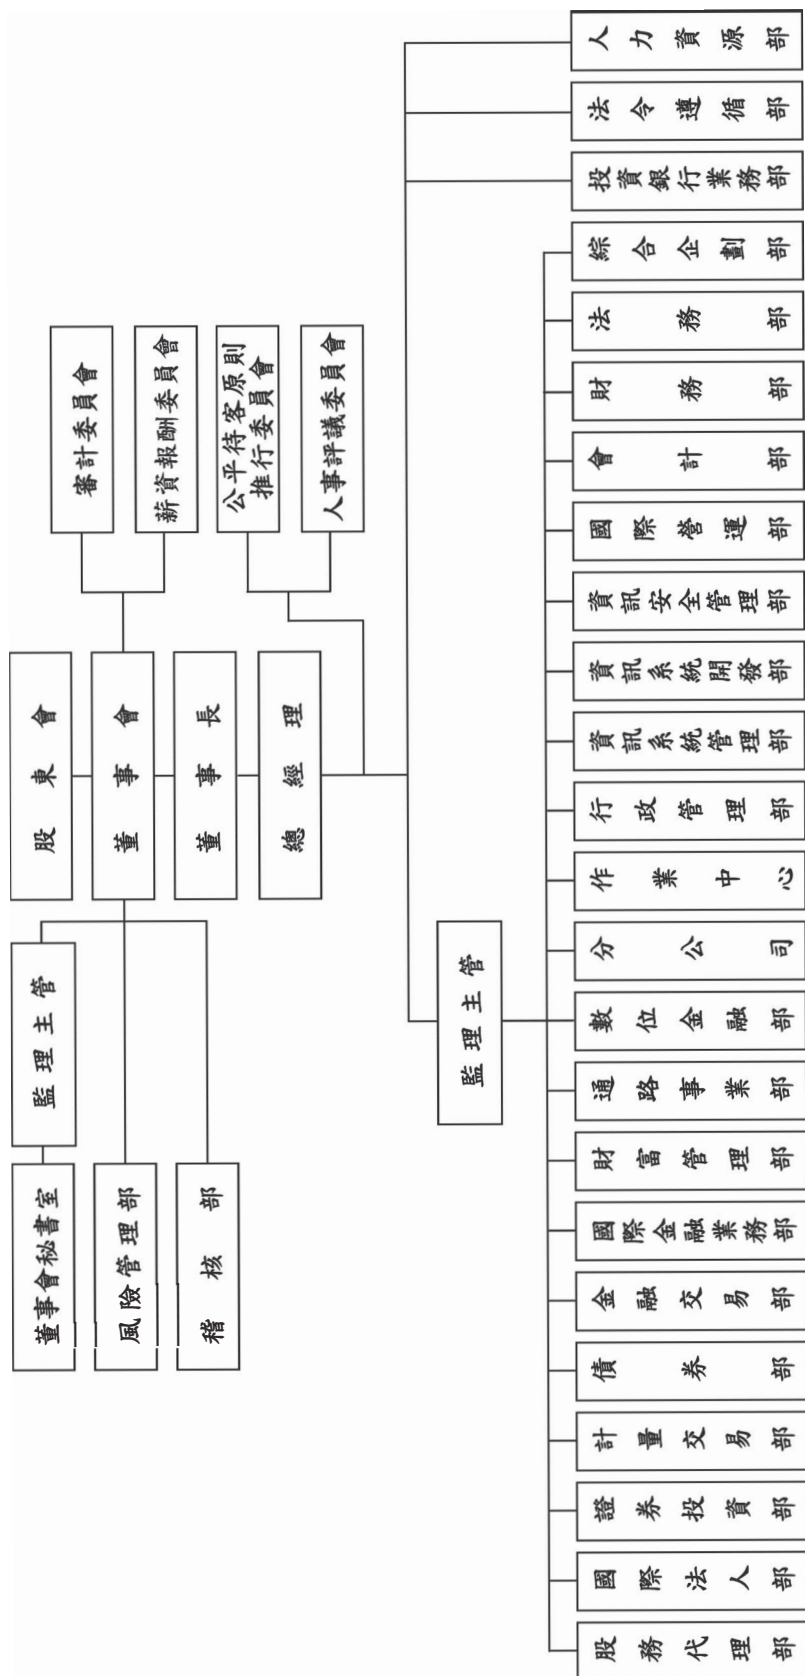 股東會
董事會
董事長
總經理
審計委員會
薪資報酬委員會
公平待客原則
推行委員會
人事評議委員會
監理主管
董事會秘書室
風險管理部
稽核部
監理主管
股務代理部
國際法人部
證券投資部
計量交易部
債券部
金融交易部
國際金融業務部
財富管理部
通路事業部
數位金融部
分公司
作業中心
行政管理部
資訊系統管理部
資訊系統開發部
資訊安全管理部
國際營運部
會計部
財務部
法務部
綜合企劃部
投資銀行業務部
法令遵循部
人力資源部